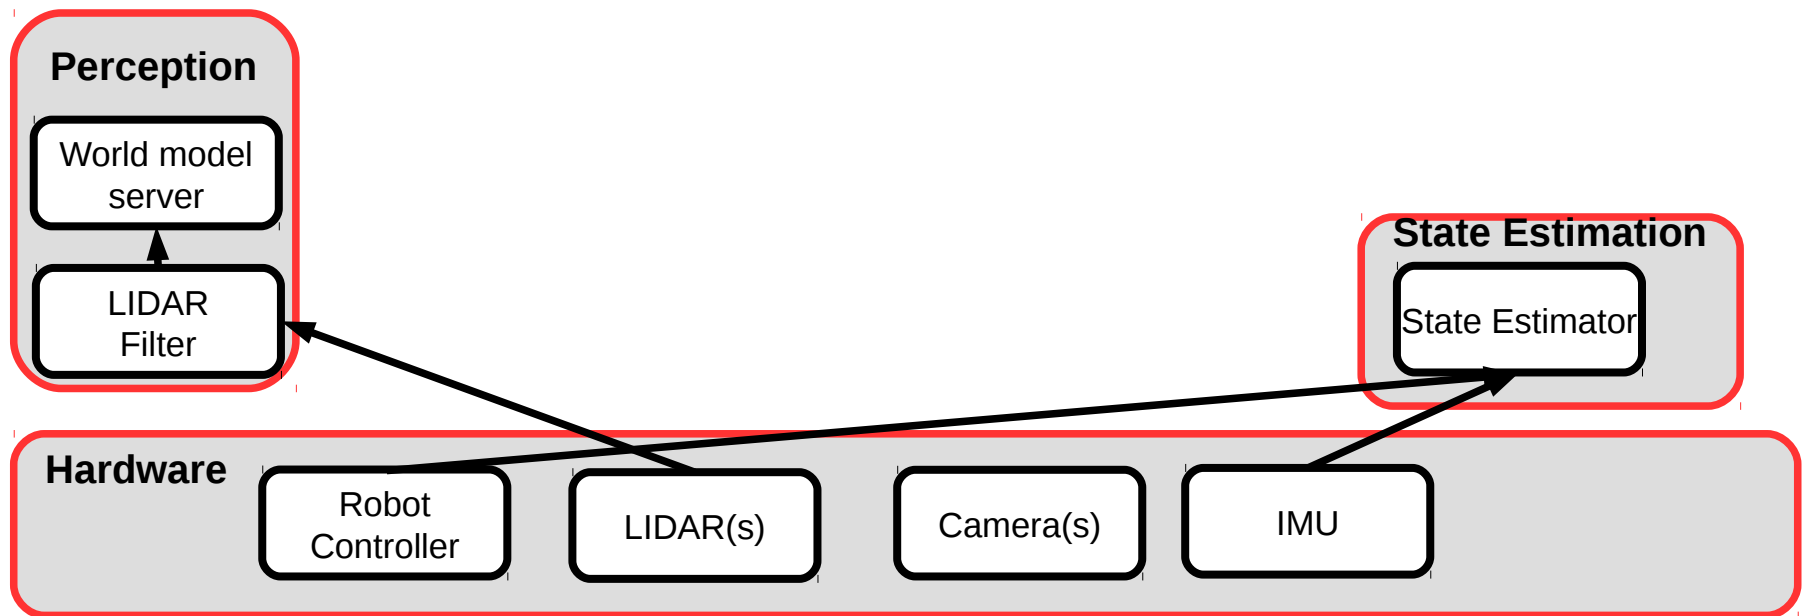 Perception
World model
server
LIDAR
Filter
State Estimation
State Estimator
Hardware
Robot
Controller
LIDAR(s)
Camera(s)
IMU